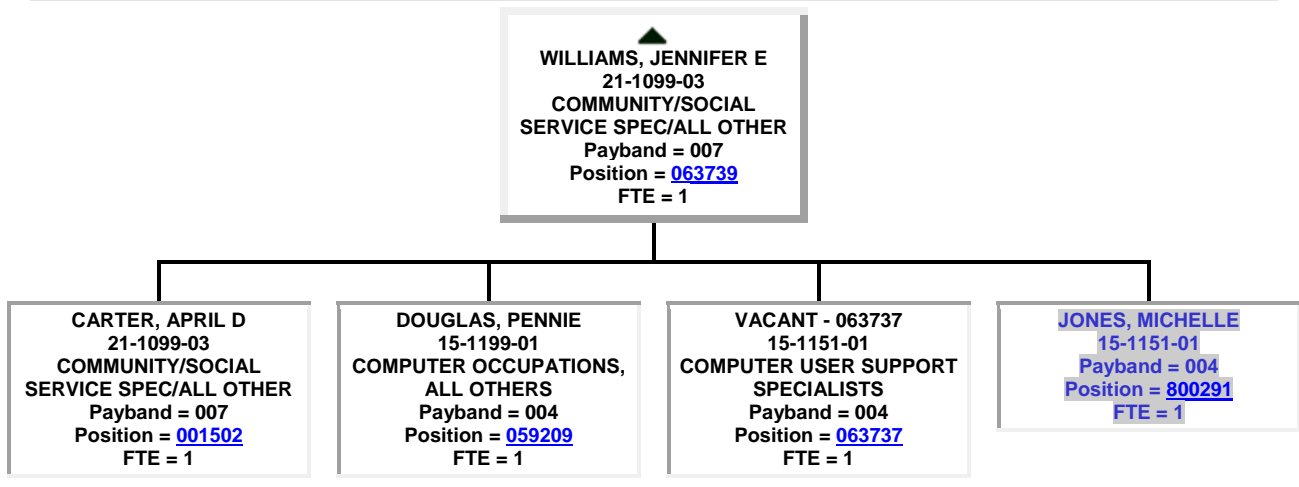 WILLIAMS, JENNIFER E
21-1099-03
COMMUNITY/SOCIAL
SERVICE SPEC/ALL OTHER
Payband = 007
Position = 063739
FTE = 1
CARTER, APRIL D
21-1099-03
COMMUNITY/SOCIAL
SERVICE SPEC/ALL OTHER
Payband = 007
Position = 001502
FTE = 1
DOUGLAS, PENNIE
15-1199-01
COMPUTER OCCUPATIONS,
ALL OTHERS
Payband = 004
Position = 059209
FTE = 1
VACANT - 063737
15-1151-01
COMPUTER USER SUPPORT
SPECIALISTS
Payband = 004
Position = 063737
FTE = 1
JONES, MICHELLE
15-1151-01
Payband = 004
Position = 800291
FTE = 1